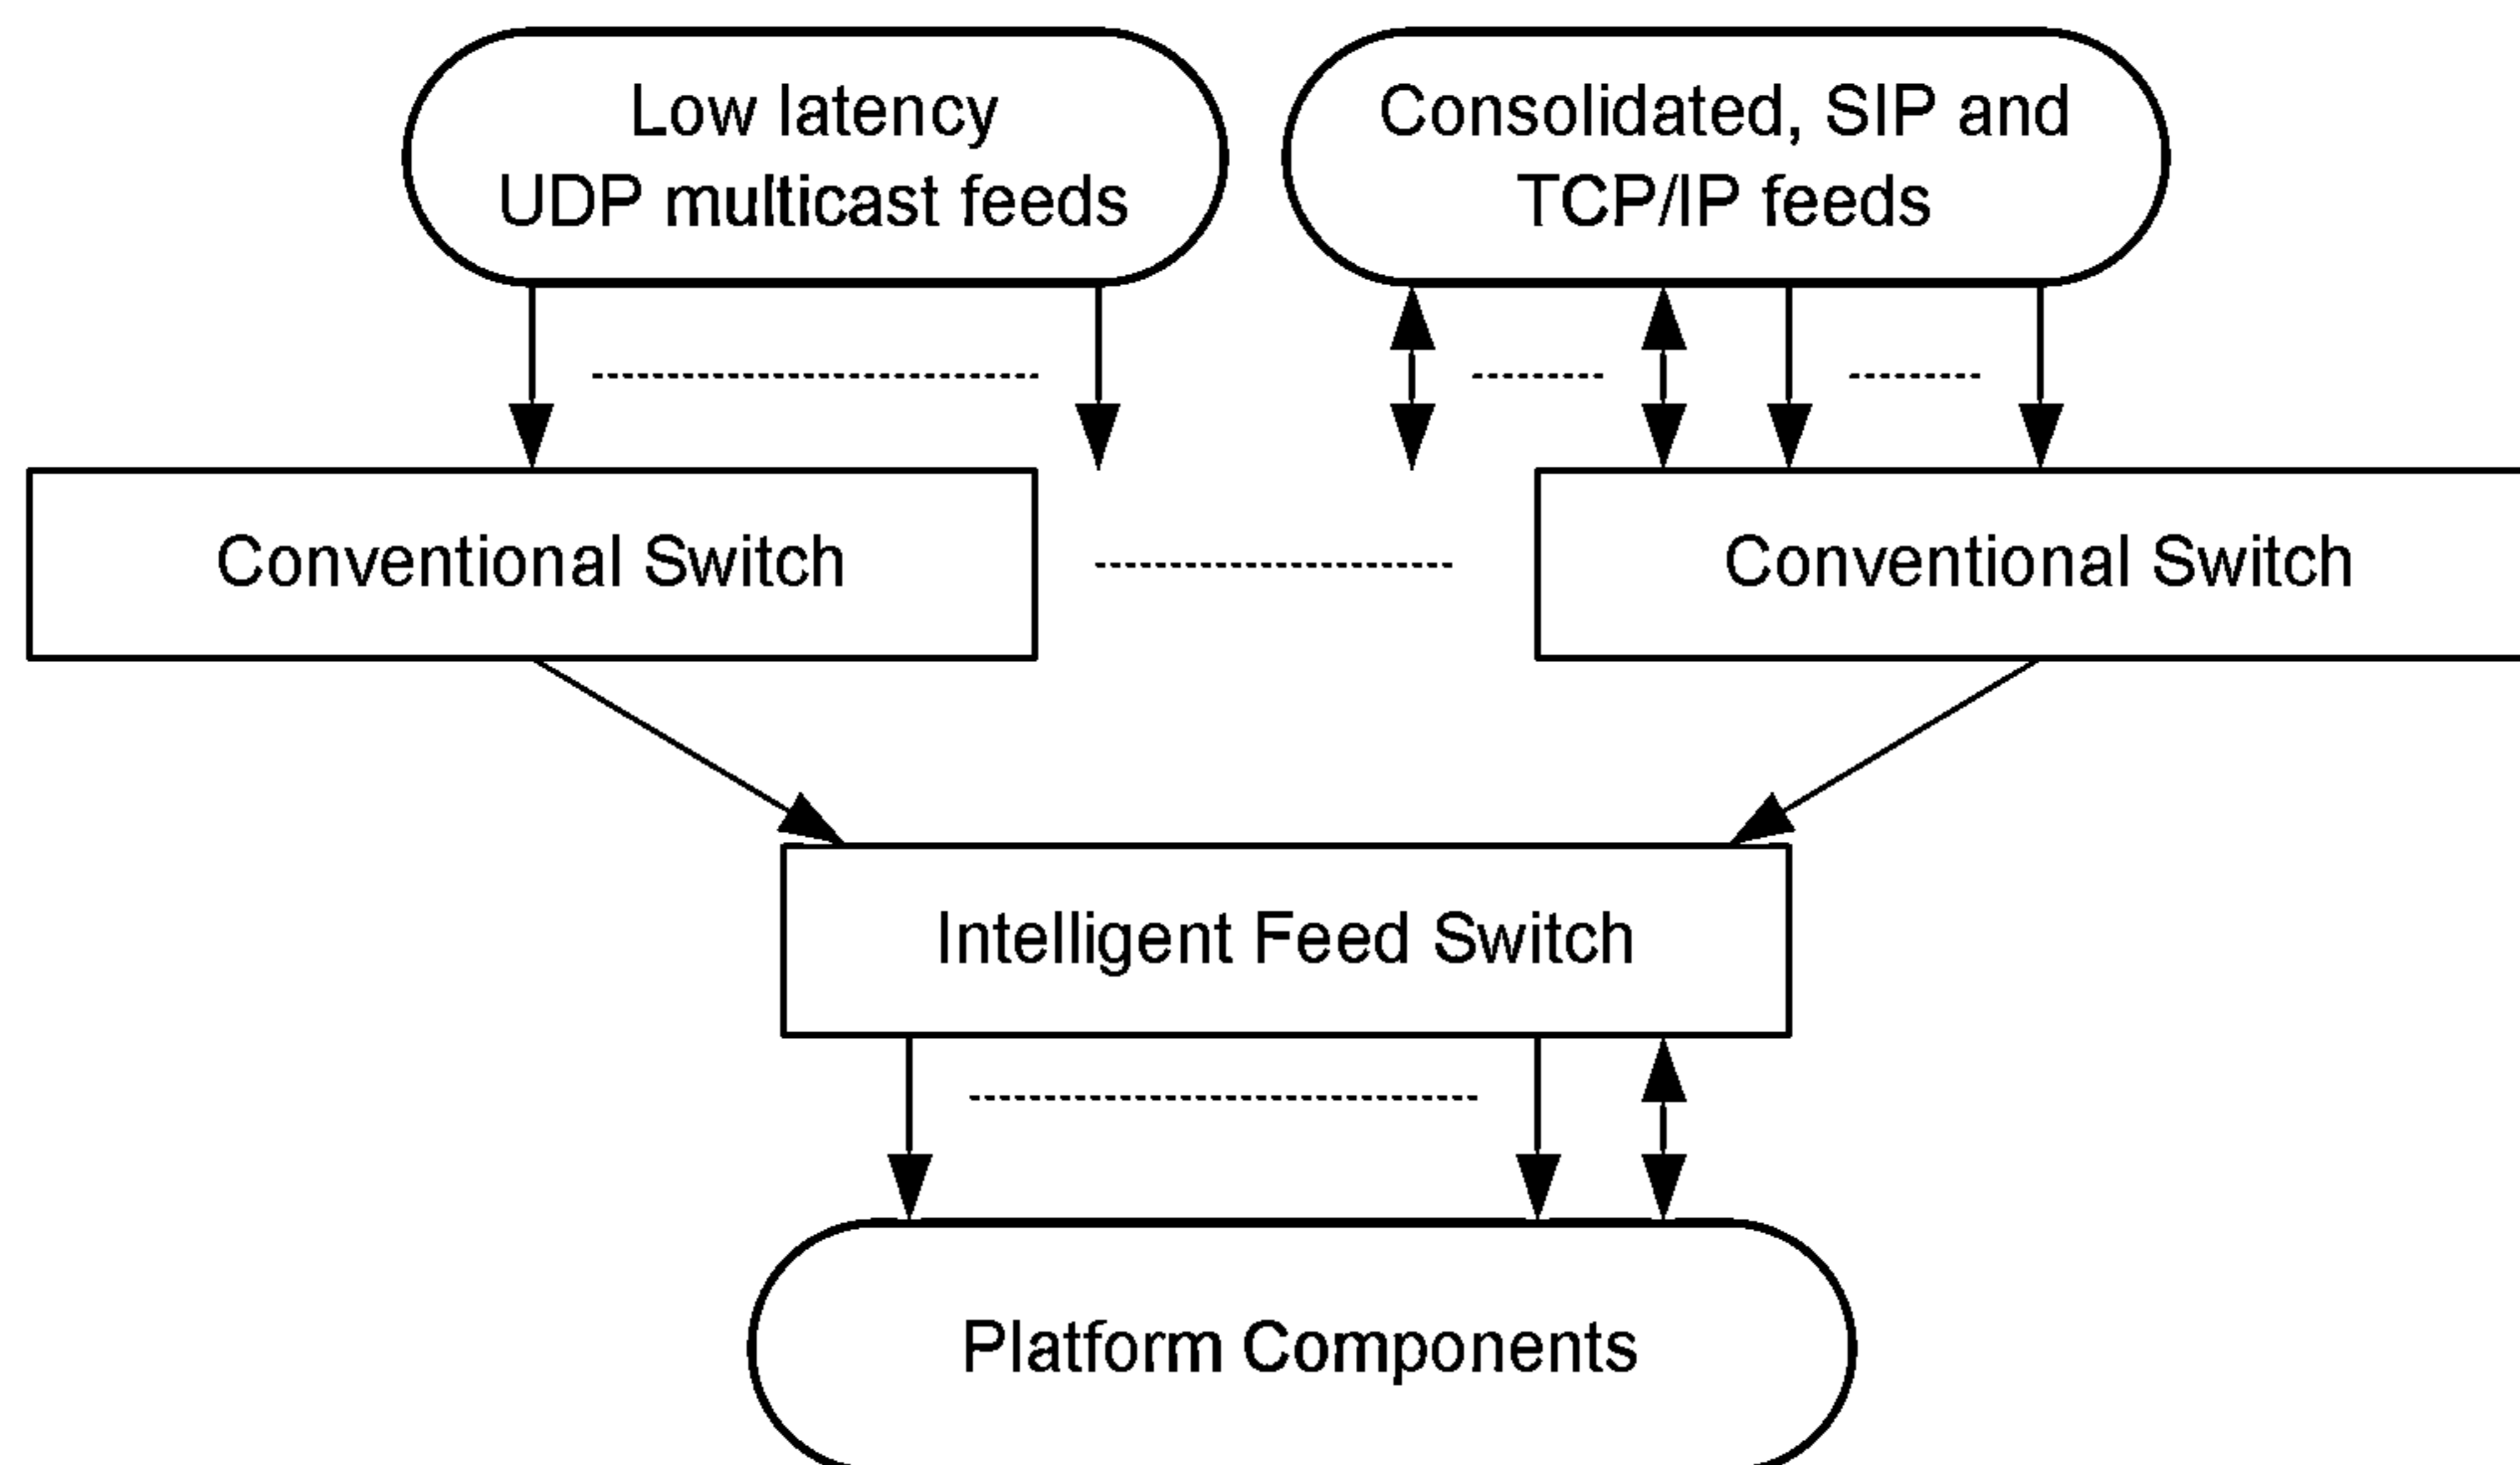 Low latency
UDP multicast feeds
Consolidated, SIP and
TCP/IP feeds
Conventional Switch
Conventional Switch
Intelligent Feed Switch
Platform Components